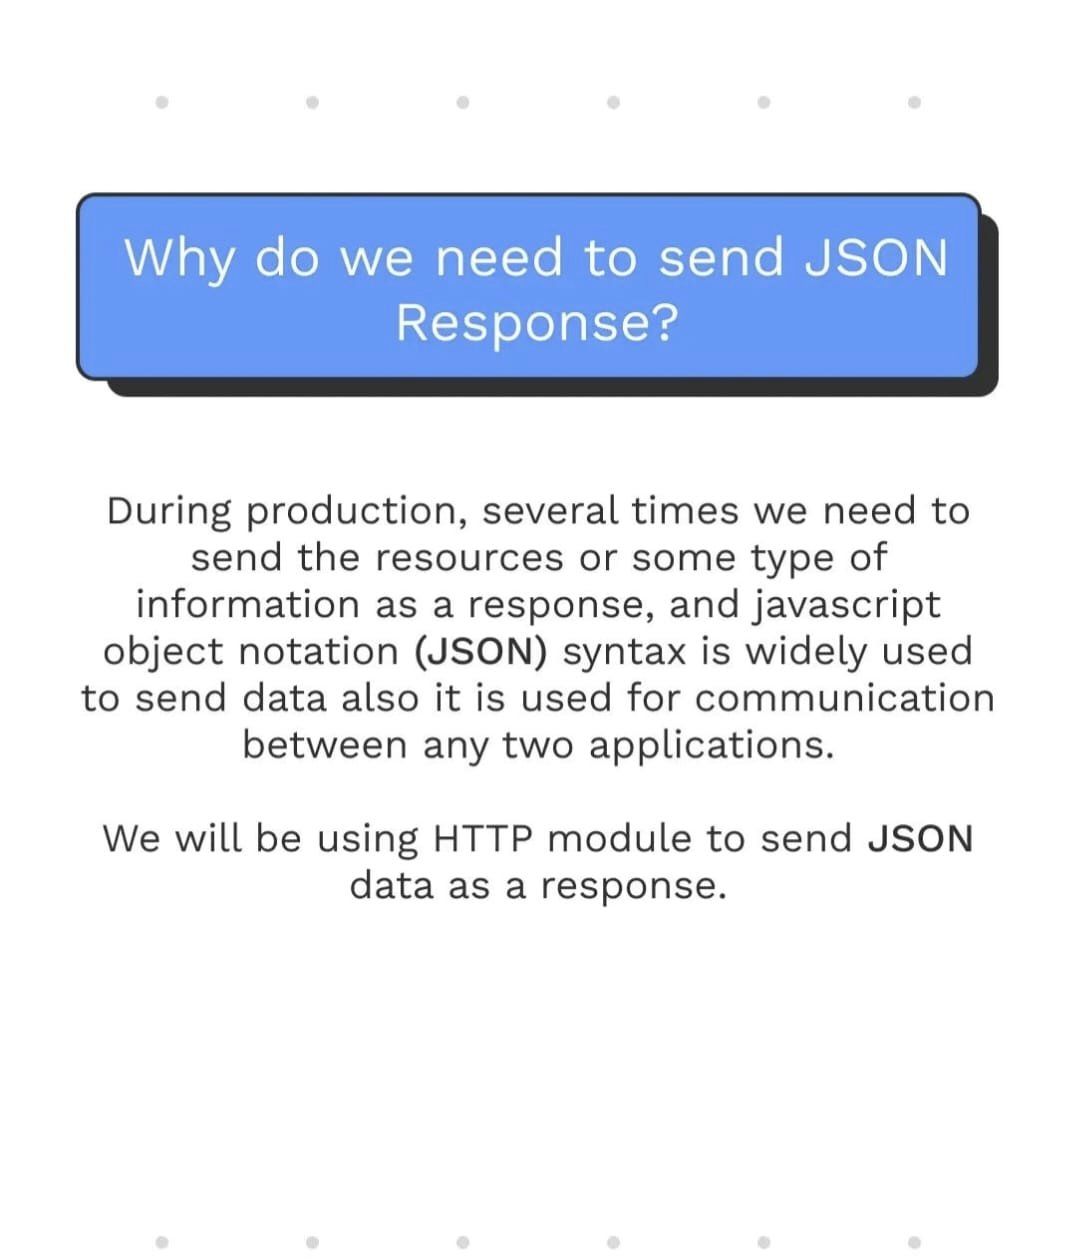 Why do we need to send JSON
Response?
During production, several times we need to
send the resources or some type of
information as a response, and javascript
object notation (JSON) syntax is widely used
to send data also it is used for communication
between any two applications.
We will be using HTTP module to send JSON
data as a response.